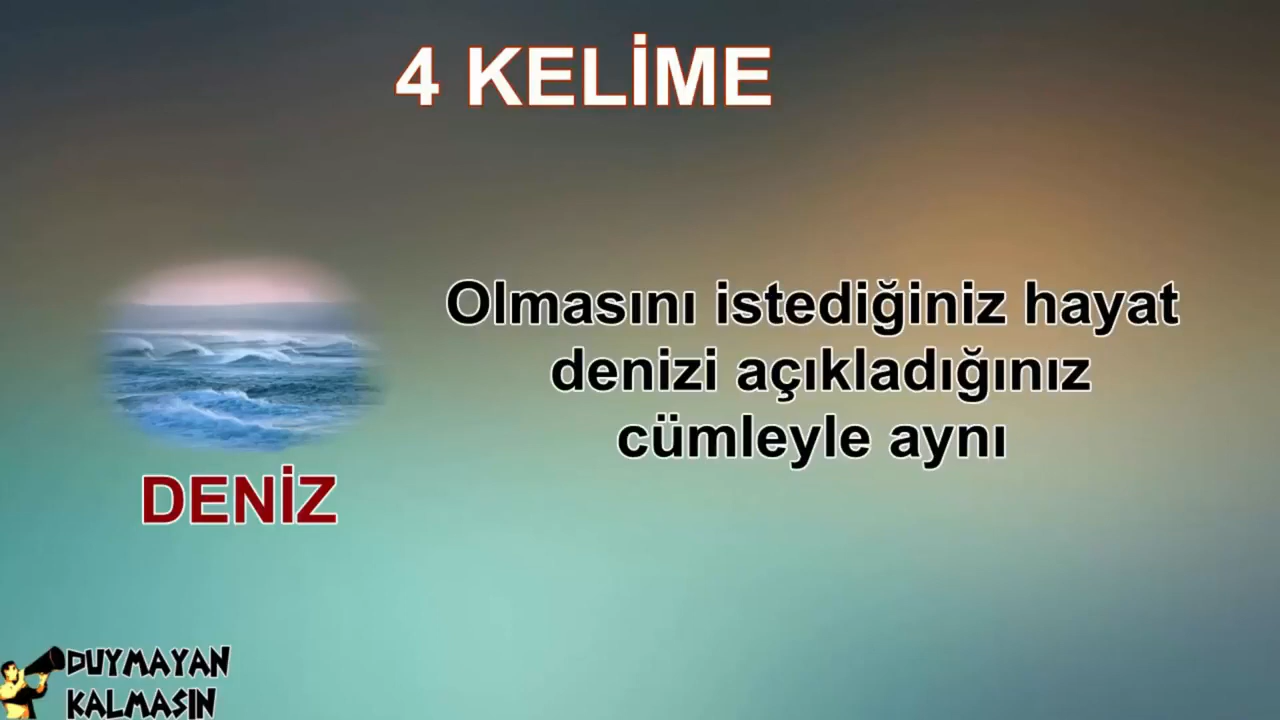 4 KELİME
Olmasını istediğiniz hayat
denizi açıkladığınız
cümleyle aynı
DENİZ
DUYMAYAN
KALMASIN